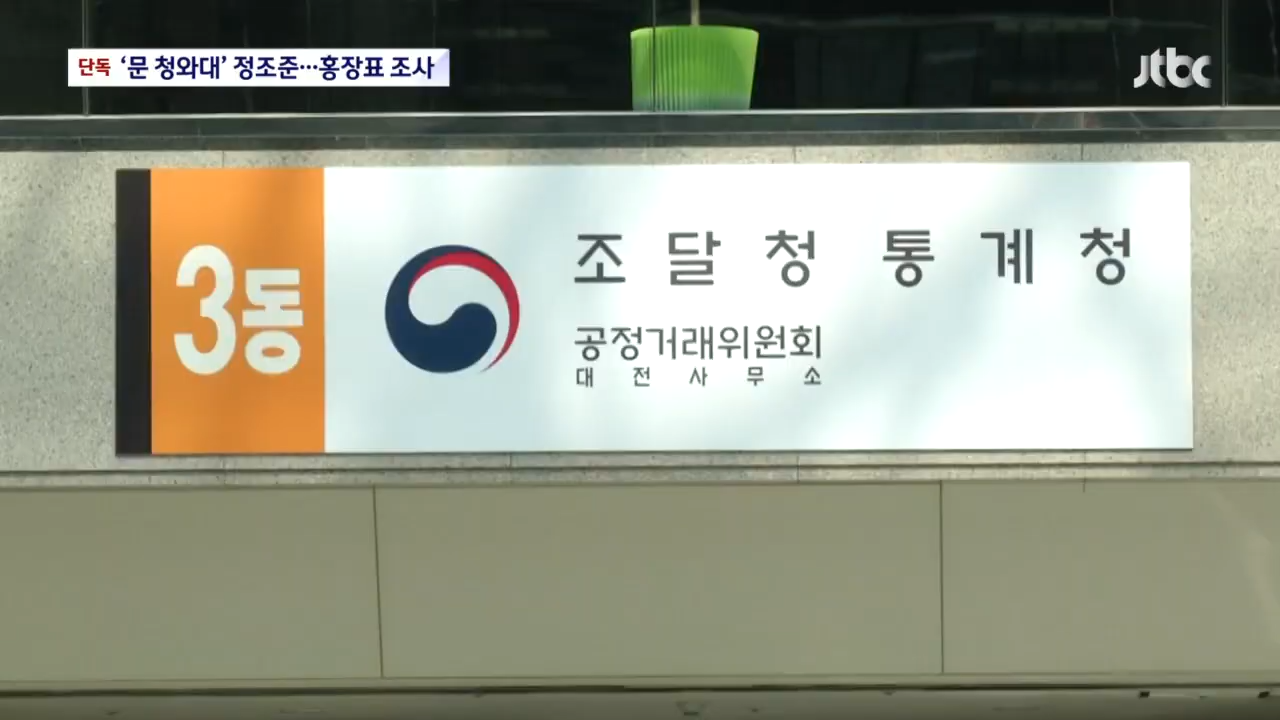 단독 ‘문 청와대’ 정조준…홍장표 조사
jtbc
3동
조 달 청 통 계 청
공정거래위원회
대 전 사 무 소